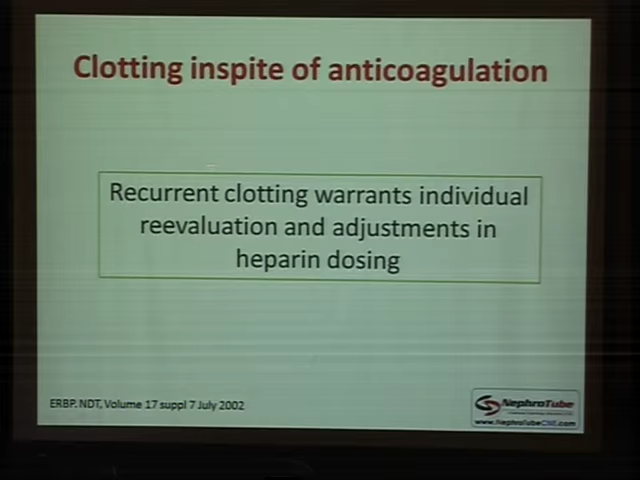 Clotting inspite of anticoagulation
Recurrent clotting warrants individual
reevaluation and adjustments in
heparin dosing
ERBP. NDT, Volume 17 suppl 7 July 2002
NephroTube
www.NephroTubeCNE.com